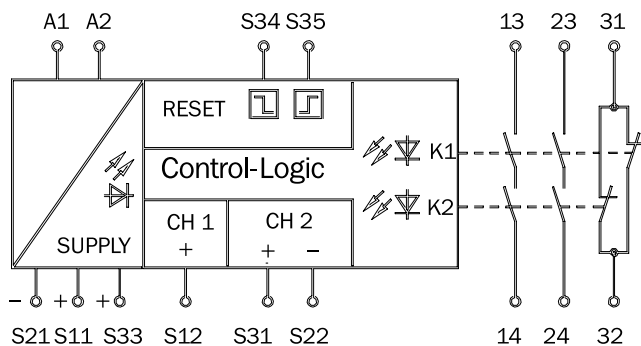 A1 A2 S34 S35 13 23 31
RESET
K1
Control-Logic
K2
CH 1 CH 2
SUPPLY + + −
− + +
S21 S11 S33 S12 S31 S22 14 24 32